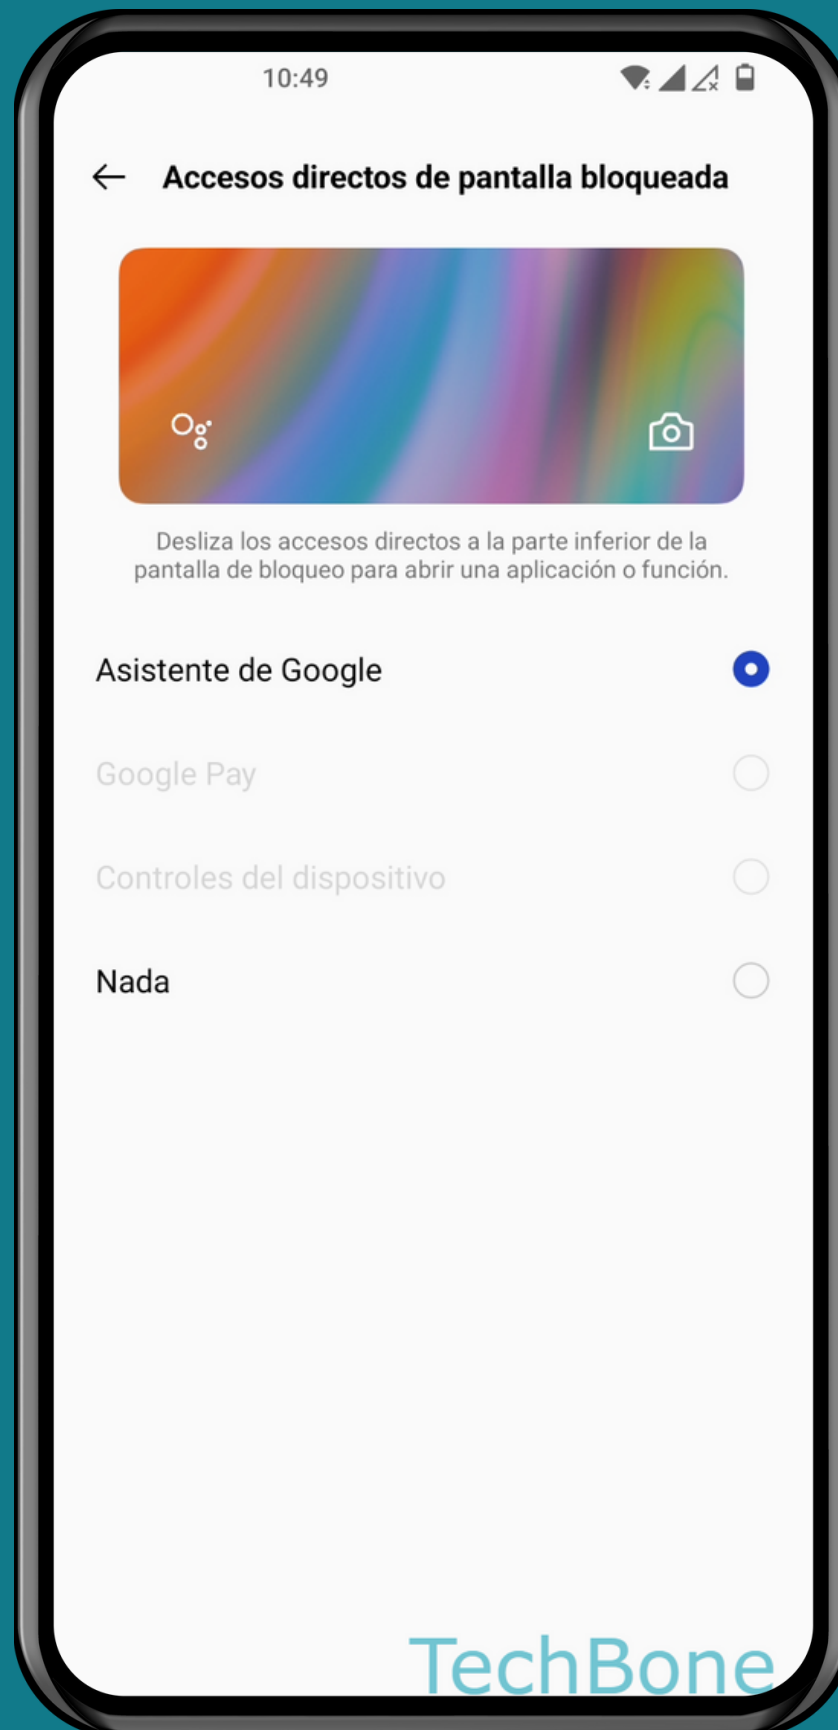 10:49
Accesos directos de pantalla bloqueada
Desliza los accesos directos a la parte inferior de la
pantalla de bloqueo para abrir una aplicación o función.
Asistente de Google
Google Pay
Controles del dispositivo
Nada
TechBone